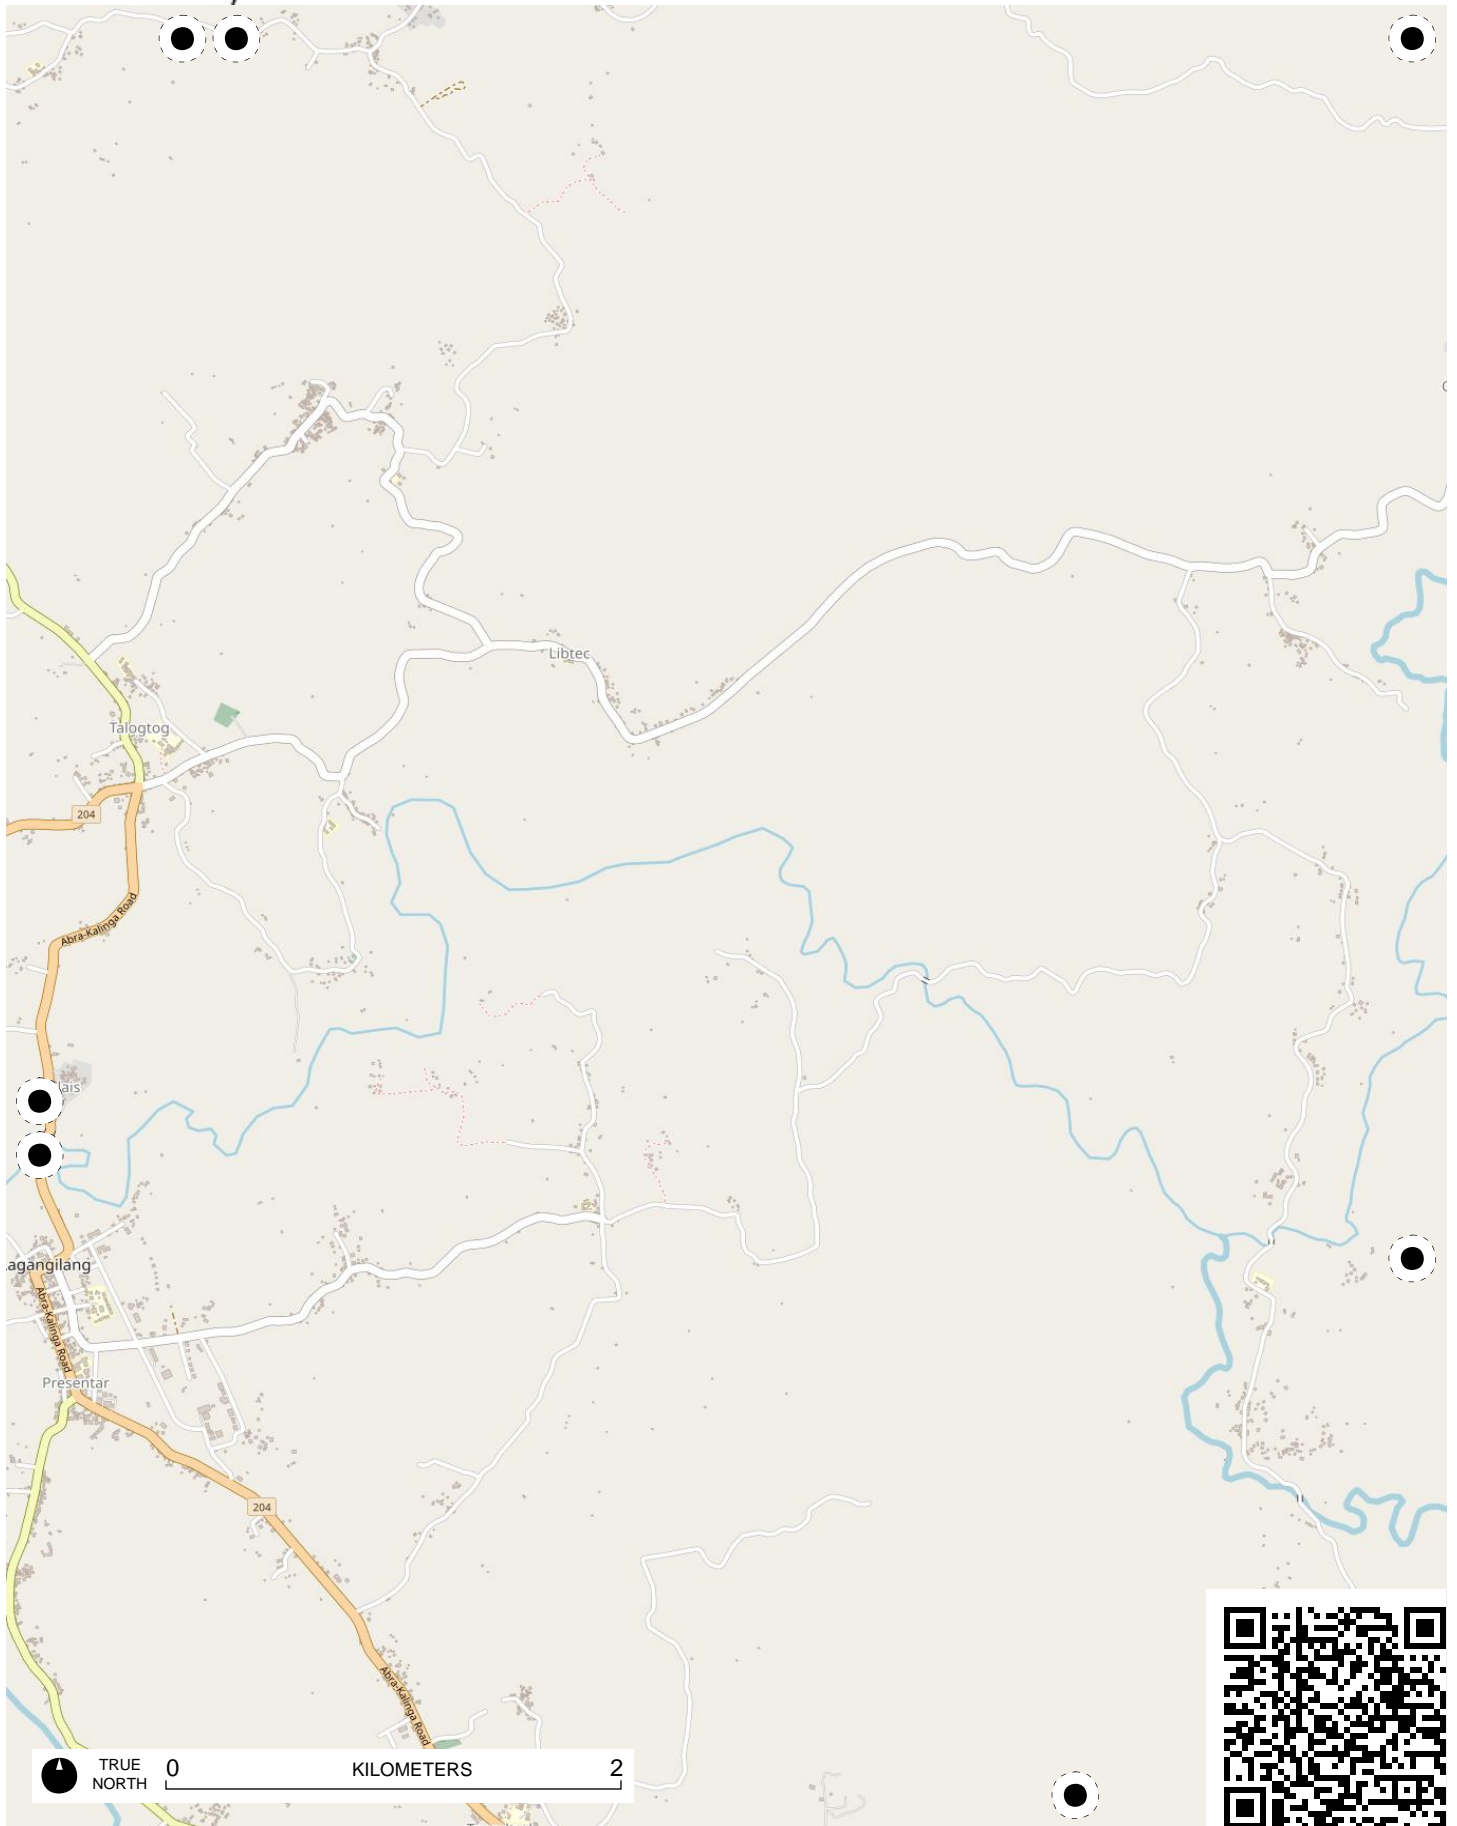 Libtec
Talogtog
204
Abra-Kalinga Road
lais
agangilang
Abra-Kalinga Road
Presentar
204
Abra-Kalinga Road
TRUE
NORTH
0
KILOMETERS
2